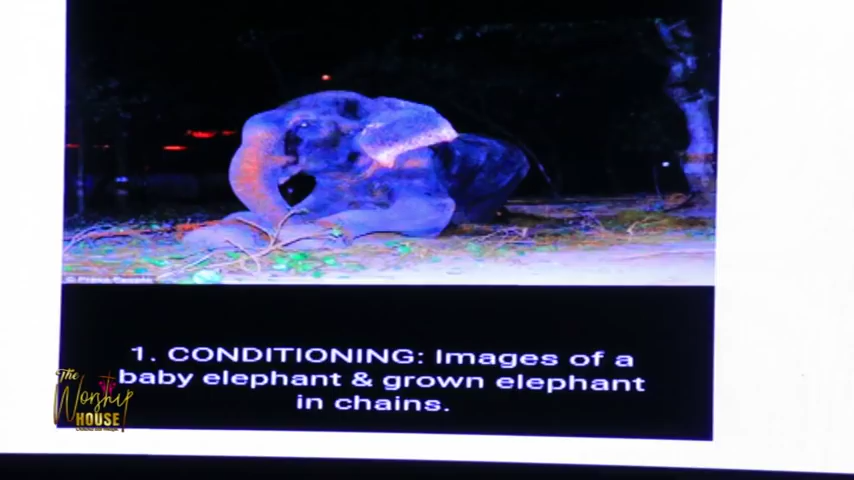 1. CONDITIONING: Images of a
baby elephant & grown elephant
in chains.
The
Worship
HOUSE